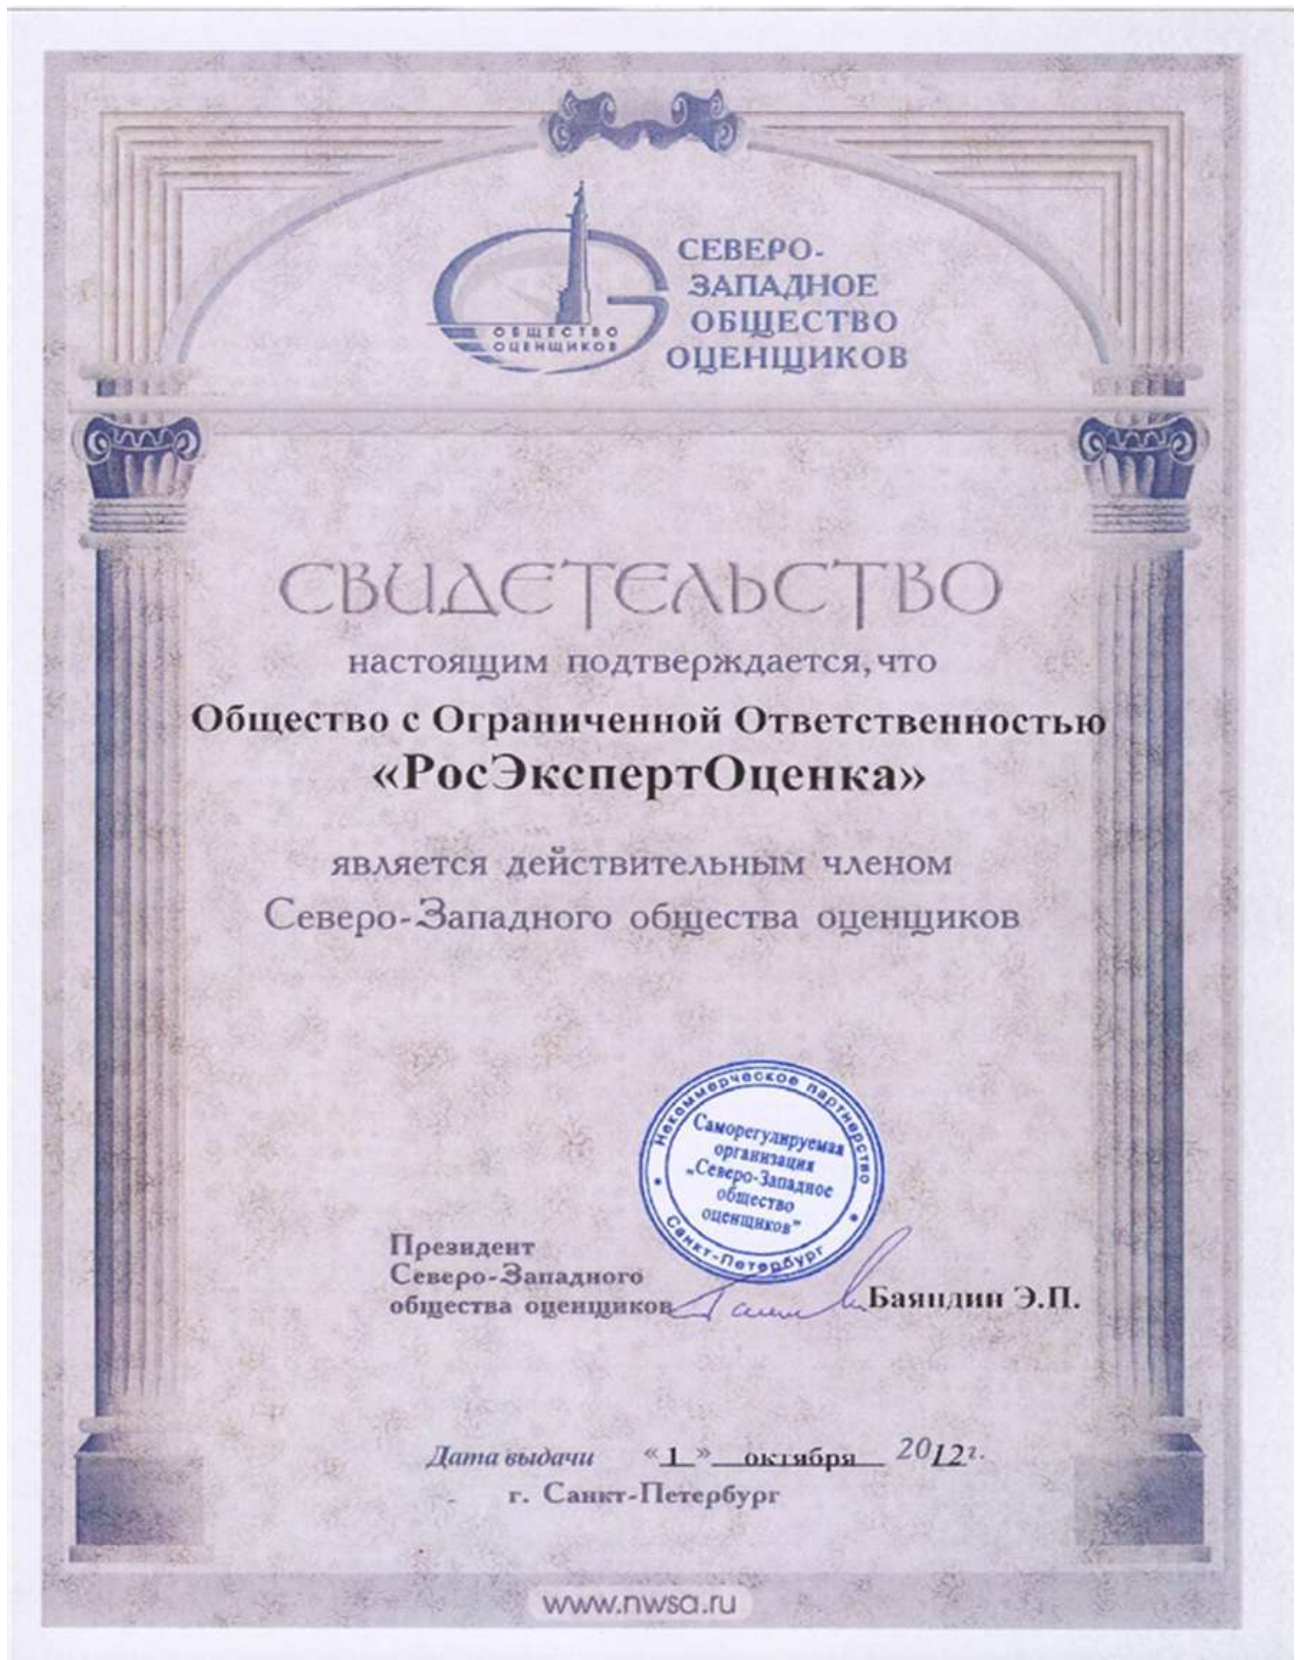 ОБЩЕСТВО
ОЦЕНЩИКОВ
СЕВЕРО-
ЗАПАДНОЕ
ОБЩЕСТВО
ОЦЕНЩИКОВ
СВИДЕТЕЛЬСТВО
настоящим подтверждается, что
Общество с Ограниченной Ответственностью
«РосЭкспертОценка»
является действительным членом
Северо-Западного общества оценщиков
Некоммерческое партнерство
Саморегулируемая
организация
„Северо-Западное
общество
оценщиков"
Санкт-Петербург
Президент
Северо-Западного
общества оценщиков
Баяндин Э.П.
Дата выдачи « 1 » октября 2012г.
г. Санкт-Петербург
www.nwsa.ru